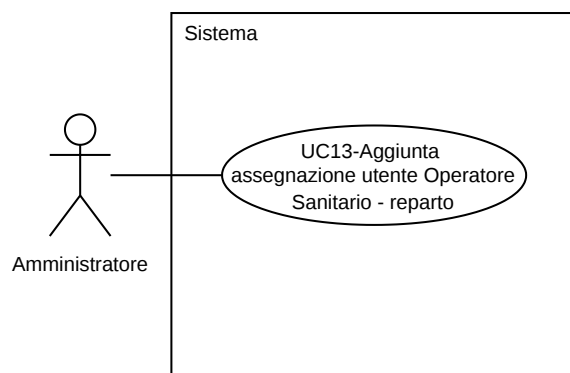 Sistema
UC13-Aggiunta
assegnazione utente Operatore
Sanitario - reparto
Amministratore